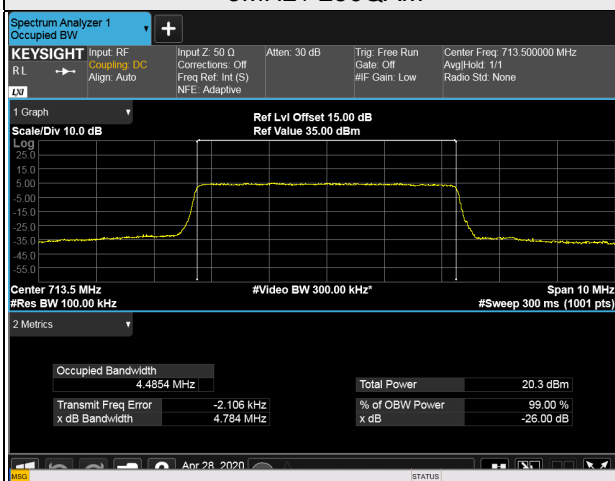 Spectrum Analyzer 1
Occupied BW
+
KEYSIGHT Input: RF Input Z: 50 Ω Atten: 30 dB Trig: Free Run Center Freq: 713.500000 MHz
RL Coupling: DC Corrections: Off Gate: Off Avg|Hold: 1/1
Align: Auto Freq Ref: Int (S) #IF Gain: Low Radio Std: None
LXI NFE: Adaptive
1 Graph
Ref Lvl Offset 15.00 dB
Scale/Div 10.0 dB Ref Value 35.00 dBm
Log
25.0
15.0
5.00
-5.00
-15.0
-25.0
-35.0
-45.0
-55.0
Center 713.5 MHz #Video BW 300.00 kHz* Span 10 MHz
#Res BW 100.00 kHz #Sweep 300 ms (1001 pts)
2 Metrics
Occupied Bandwidth
4.4854 MHz Total Power 20.3 dBm
Transmit Freq Error -2.106 kHz % of OBW Power 99.00 %
x dB Bandwidth 4.784 MHz x dB -26.00 dB
Apr 28, 2020
MSG STATUS